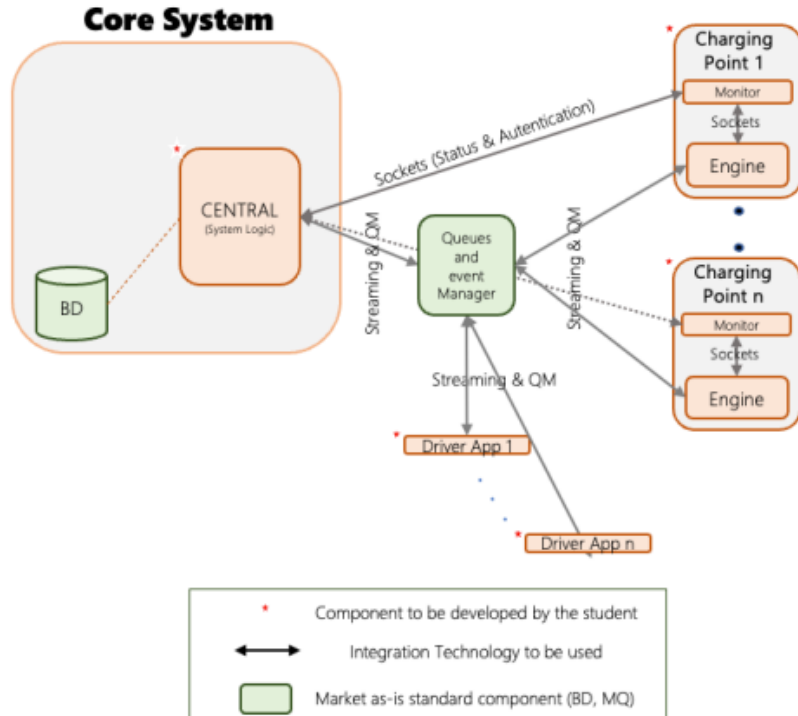 Core System
*
CENTRAL
(System Logic)
BD
Sockets (Status & Autentication)
Streaming & QM
Queues
and
event
Manager
Streaming & QM
Streaming & QM
*
Charging
Point 1
Monitor
Sockets
Engine
*
Charging
Point n
Monitor
Sockets
Engine
*
Driver App 1
*
Driver App n
* Component to be developed by the student
Integration Technology to be used
Market as-is standard component (BD, MQ)